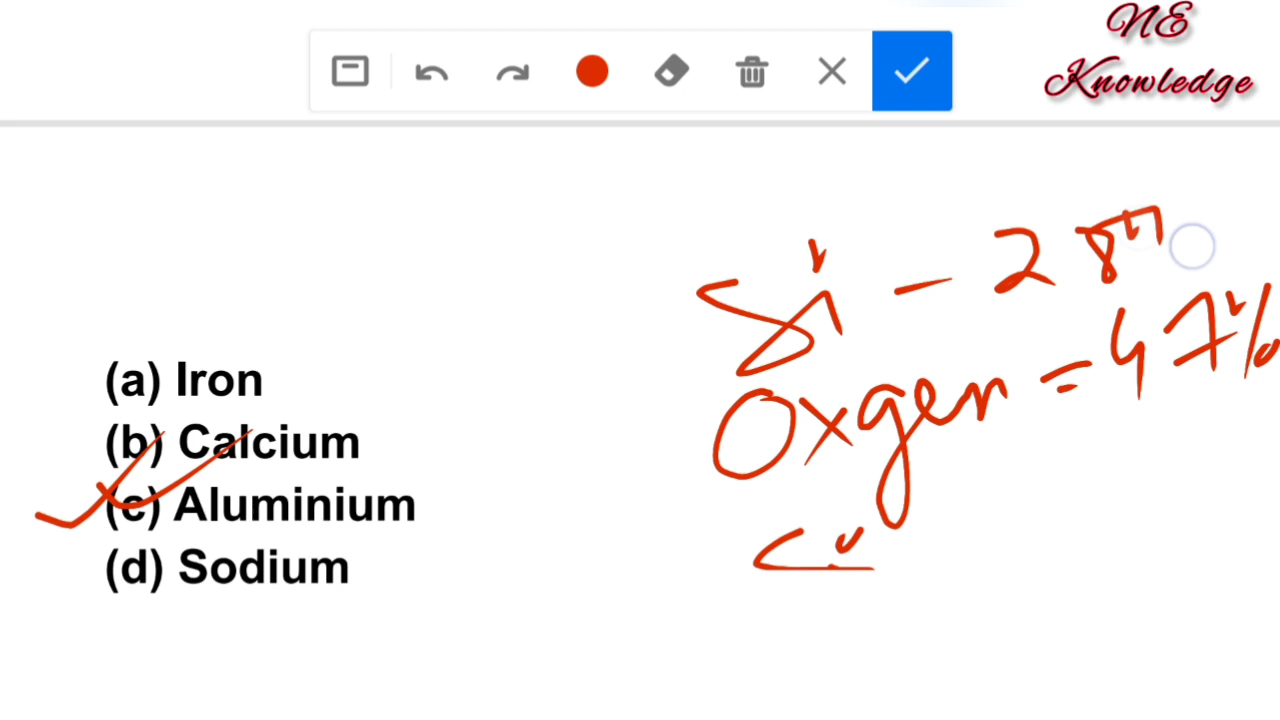 NE
Knowledge
Si - 28
Oxgen = 47%
(a) Iron
(b) Calcium
(c) Aluminium
(d) Sodium